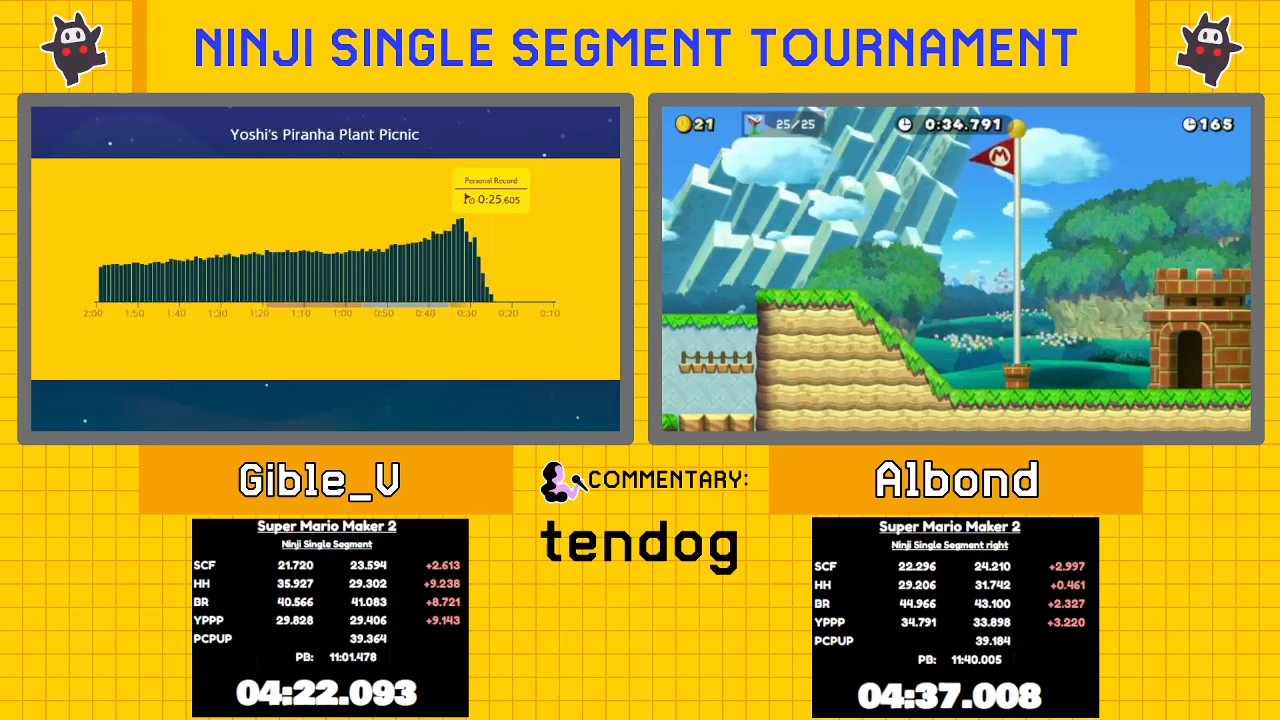 NINJI SINGLE SEGMENT TOURNAMENT
Yoshi's Piranha Plant Picnic
Personal Record
0:25.605
2:00 1:50 1:40 1:30 1:20 1:10 1:00 0:50 0:40 0:30 0:20 0:10
21 25/25 0:34.791 165
M
Gible_V
COMMENTARY:
tendog
Albond
Super Mario Maker 2
Ninji Single Segment
SCF 21.720 23.594 +2.613
HH 35.927 29.302 +9.238
BR 40.566 41.083 +8.721
YPPP 29.828 29.406 +9.143
PCPUP 39.364
PB: 11:01.478
04:22.093
Super Mario Maker 2
Ninji Single Segment right
SCF 22.296 24.210 +2.997
HH 29.206 31.742 +0.461
BR 44.966 43.100 +2.327
YPPP 34.791 33.898 +3.220
PCPUP 39.184
PB: 11:40.005
04:37.008